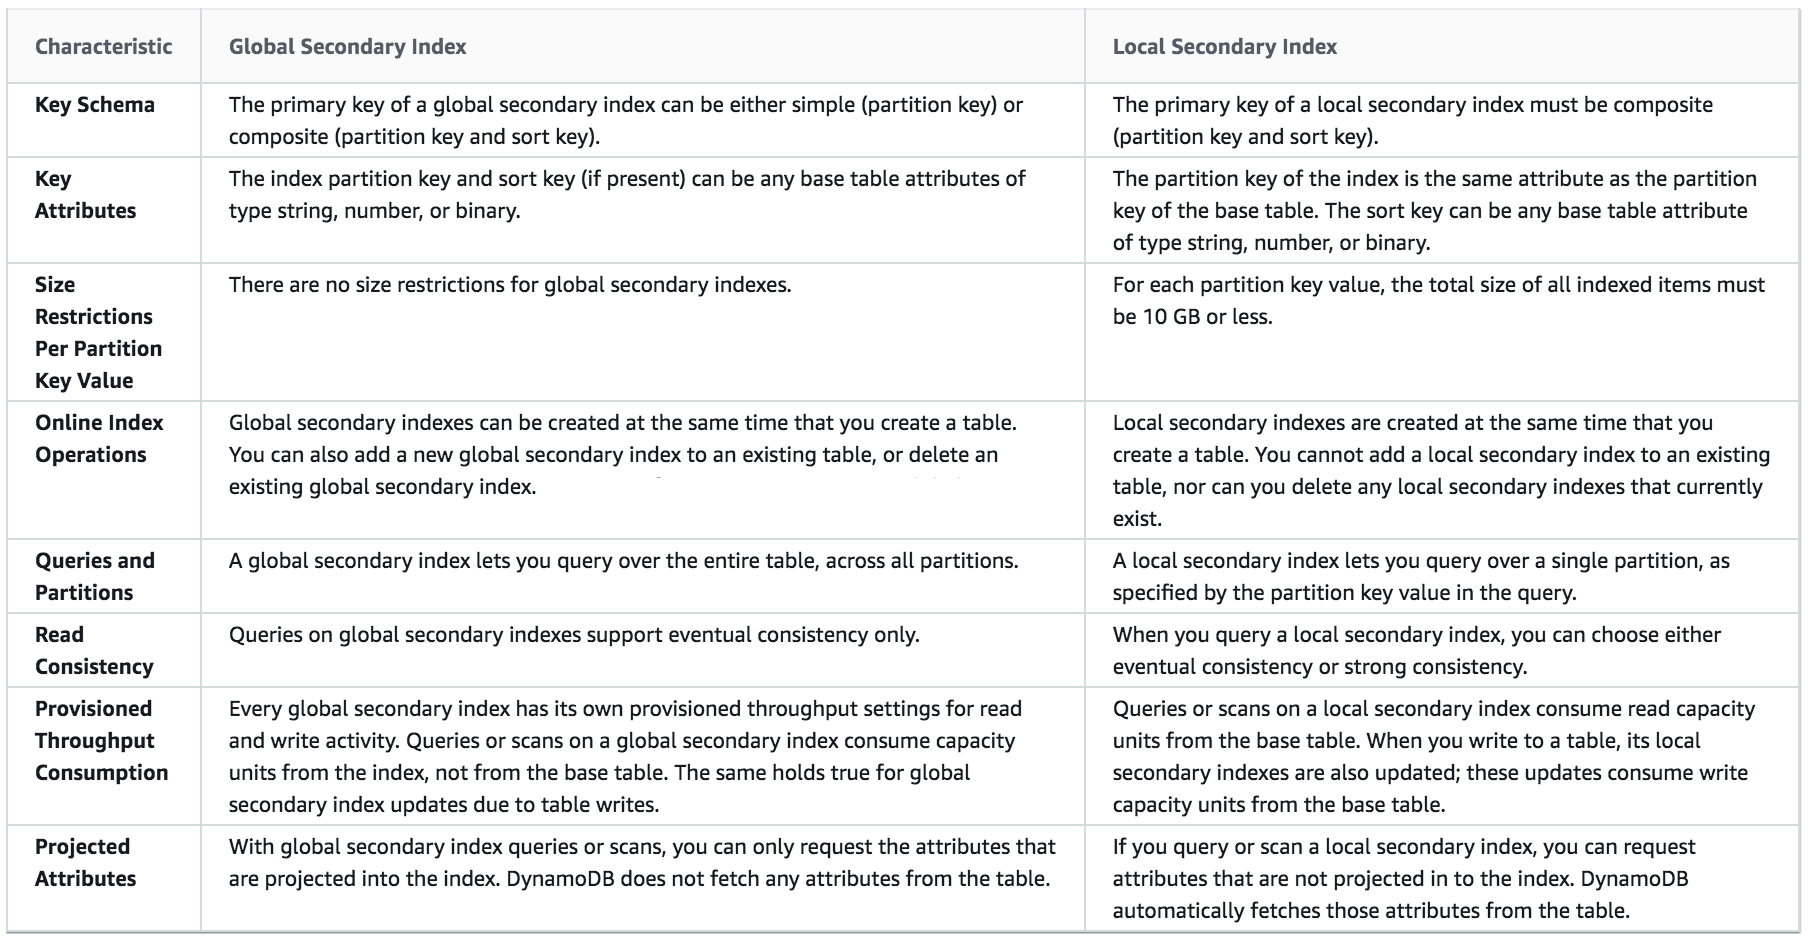 Characteristic
Global Secondary Index
Local Secondary Index
Key Schema
The primary key of a global secondary index can be either simple (partition key) or
composite (partition key and sort key).
The primary key of a local secondary index must be composite
(partition key and sort key).
Key
Attributes
The index partition key and sort key (if present) can be any base table attributes of
type string, number, or binary.
The partition key of the index is the same attribute as the partition
key of the base table. The sort key can be any base table attribute
of type string, number, or binary.
Size
Restrictions
Per Partition
Key Value
There are no size restrictions for global secondary indexes.
For each partition key value, the total size of all indexed items must
be 10 GB or less.
Online Index
Operations
Global secondary indexes can be created at the same time that you create a table.
You can also add a new global secondary index to an existing table, or delete an
existing global secondary index.
Local secondary indexes are created at the same time that you
create a table. You cannot add a local secondary index to an existing
table, nor can you delete any local secondary indexes that currently
exist.
Queries and
Partitions
A global secondary index lets you query over the entire table, across all partitions.
A local secondary index lets you query over a single partition, as
specified by the partition key value in the query.
Read
Consistency
Queries on global secondary indexes support eventual consistency only.
When you query a local secondary index, you can choose either
eventual consistency or strong consistency.
Provisioned
Throughput
Consumption
Every global secondary index has its own provisioned throughput settings for read
and write activity. Queries or scans on a global secondary index consume capacity
units from the index, not from the base table. The same holds true for global
secondary index updates due to table writes.
Queries or scans on a local secondary index consume read capacity
units from the base table. When you write to a table, its local
secondary indexes are also updated; these updates consume write
capacity units from the base table.
Projected
Attributes
With global secondary index queries or scans, you can only request the attributes that
are projected into the index. DynamoDB does not fetch any attributes from the table.
If you query or scan a local secondary index, you can request
attributes that are not projected in to the index. DynamoDB
automatically fetches those attributes from the table.